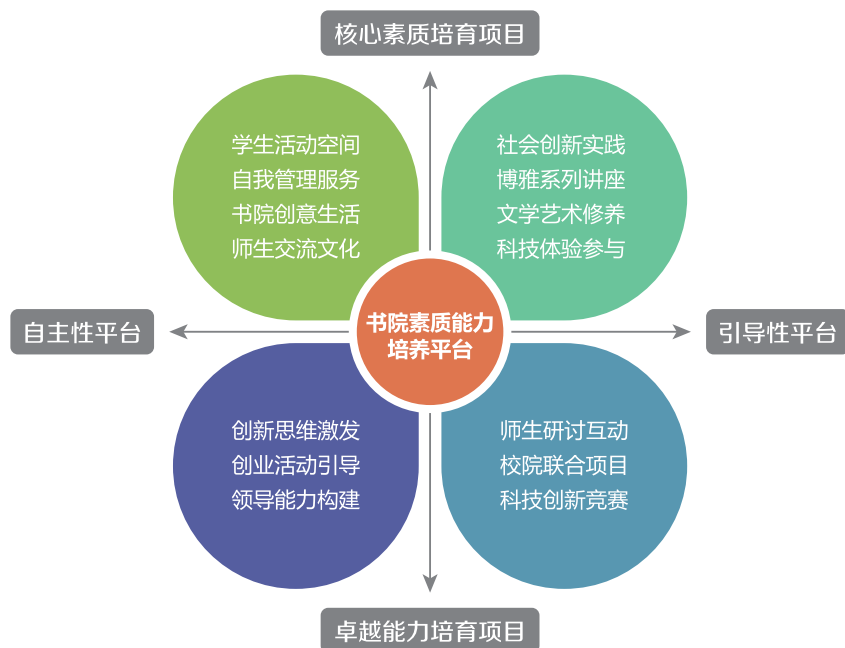 核心素质培育项目
学生活动空间
自我管理服务
书院创意生活
师生交流文化
社会创新实践
博雅系列讲座
文学艺术修养
科技体验参与
自主性平台
书院素质能力
培养平台
引导性平台
创新思维激发
创业活动引导
领导能力构建
师生研讨互动
校院联合项目
科技创新竞赛
卓越能力培育项目